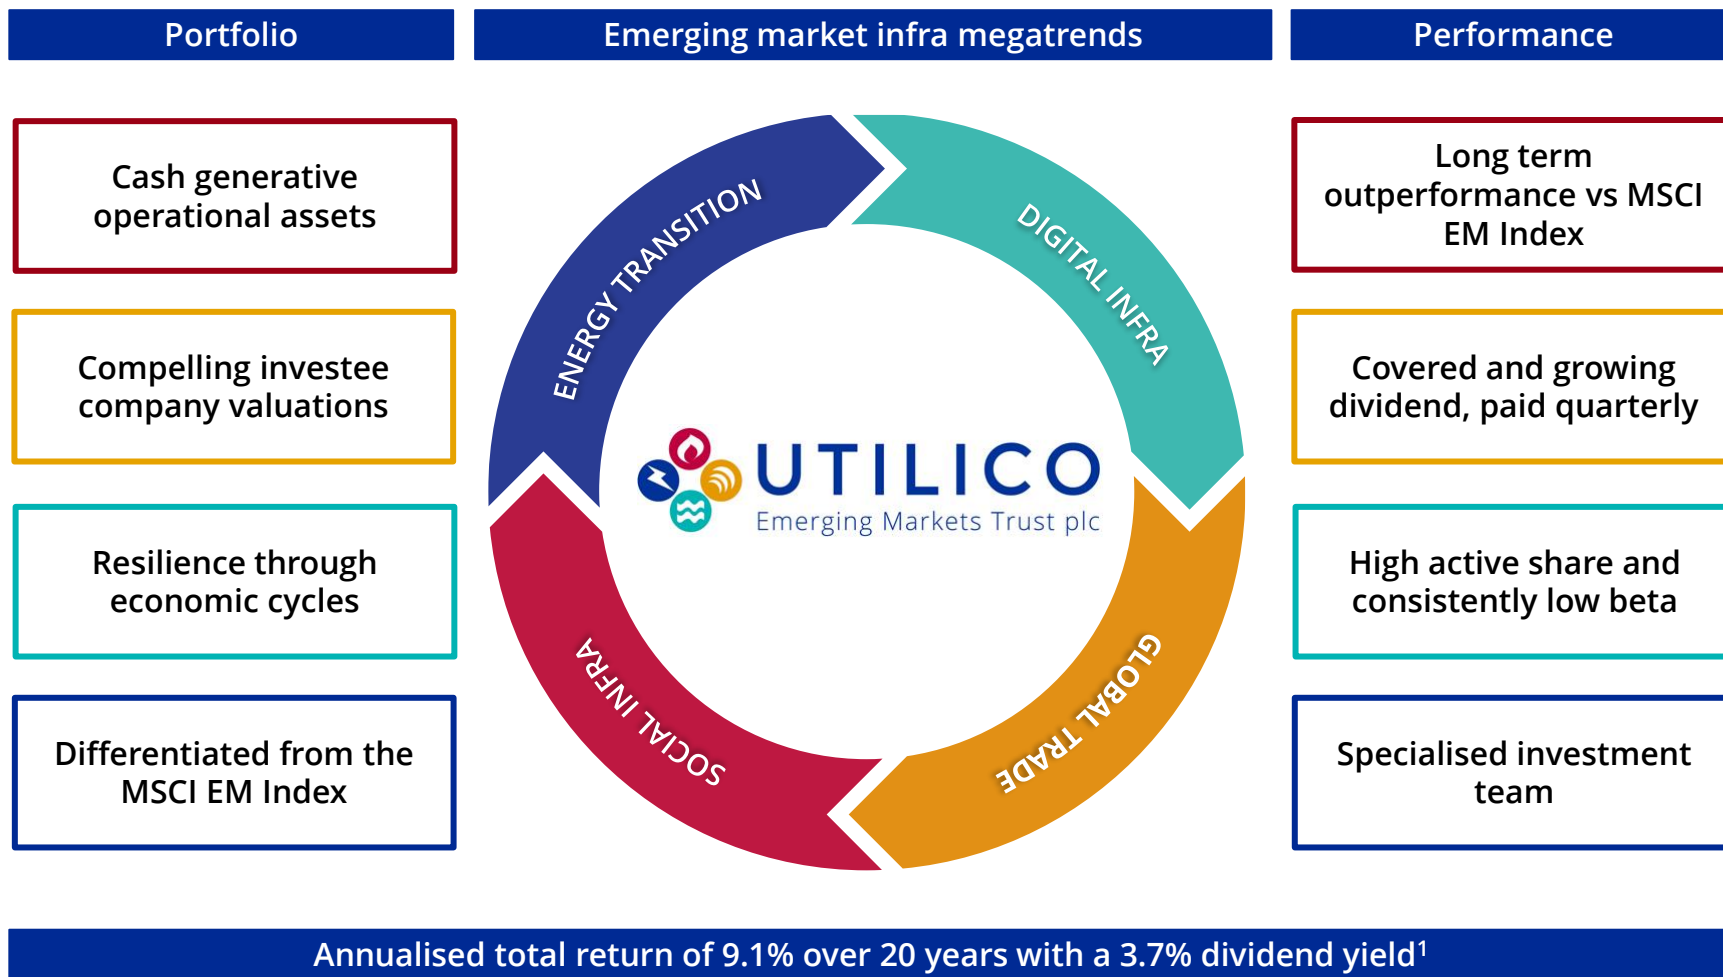 Portfolio
Emerging market infra megatrends
Performance
Cash generative
operational assets
Compelling investee
company valuations
Resilience through
economic cycles
Differentiated from the
MSCI EM Index
ENERGY TRANSITION
DIGITAL INFRA
GLOBAL TRADE
SOCIAL INFRA
UTILICO
Emerging Markets Trust plc
Long term
outperformance vs MSCI
EM Index
Covered and growing
dividend, paid quarterly
High active share and
consistently low beta
Specialised investment
team
Annualised total return of 9.1% over 20 years with a 3.7% dividend yield¹